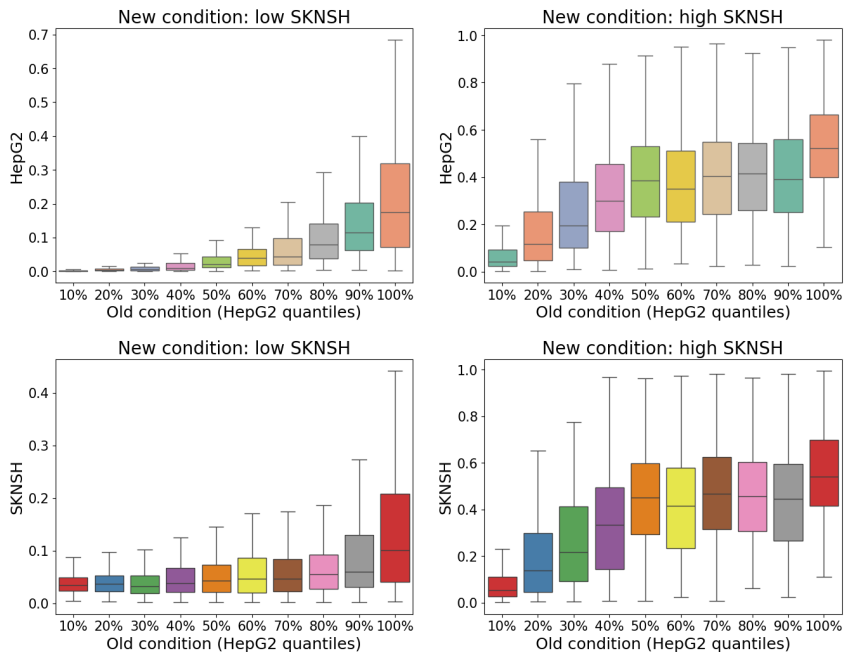 New condition: low SKNSH
0.7
0.6
0.5
0.4
0.3
0.2
0.1
0.0
HepG2
10% 20% 30% 40% 50% 60% 70% 80% 90% 100%
Old condition (HepG2 quantiles)
New condition: high SKNSH
1.0
0.8
0.6
0.4
0.2
0.0
HepG2
10% 20% 30% 40% 50% 60% 70% 80% 90% 100%
Old condition (HepG2 quantiles)
New condition: low SKNSH
0.4
0.3
0.2
0.1
0.0
SKNSH
10% 20% 30% 40% 50% 60% 70% 80% 90% 100%
Old condition (HepG2 quantiles)
New condition: high SKNSH
1.0
0.8
0.6
0.4
0.2
0.0
SKNSH
10% 20% 30% 40% 50% 60% 70% 80% 90% 100%
Old condition (HepG2 quantiles)